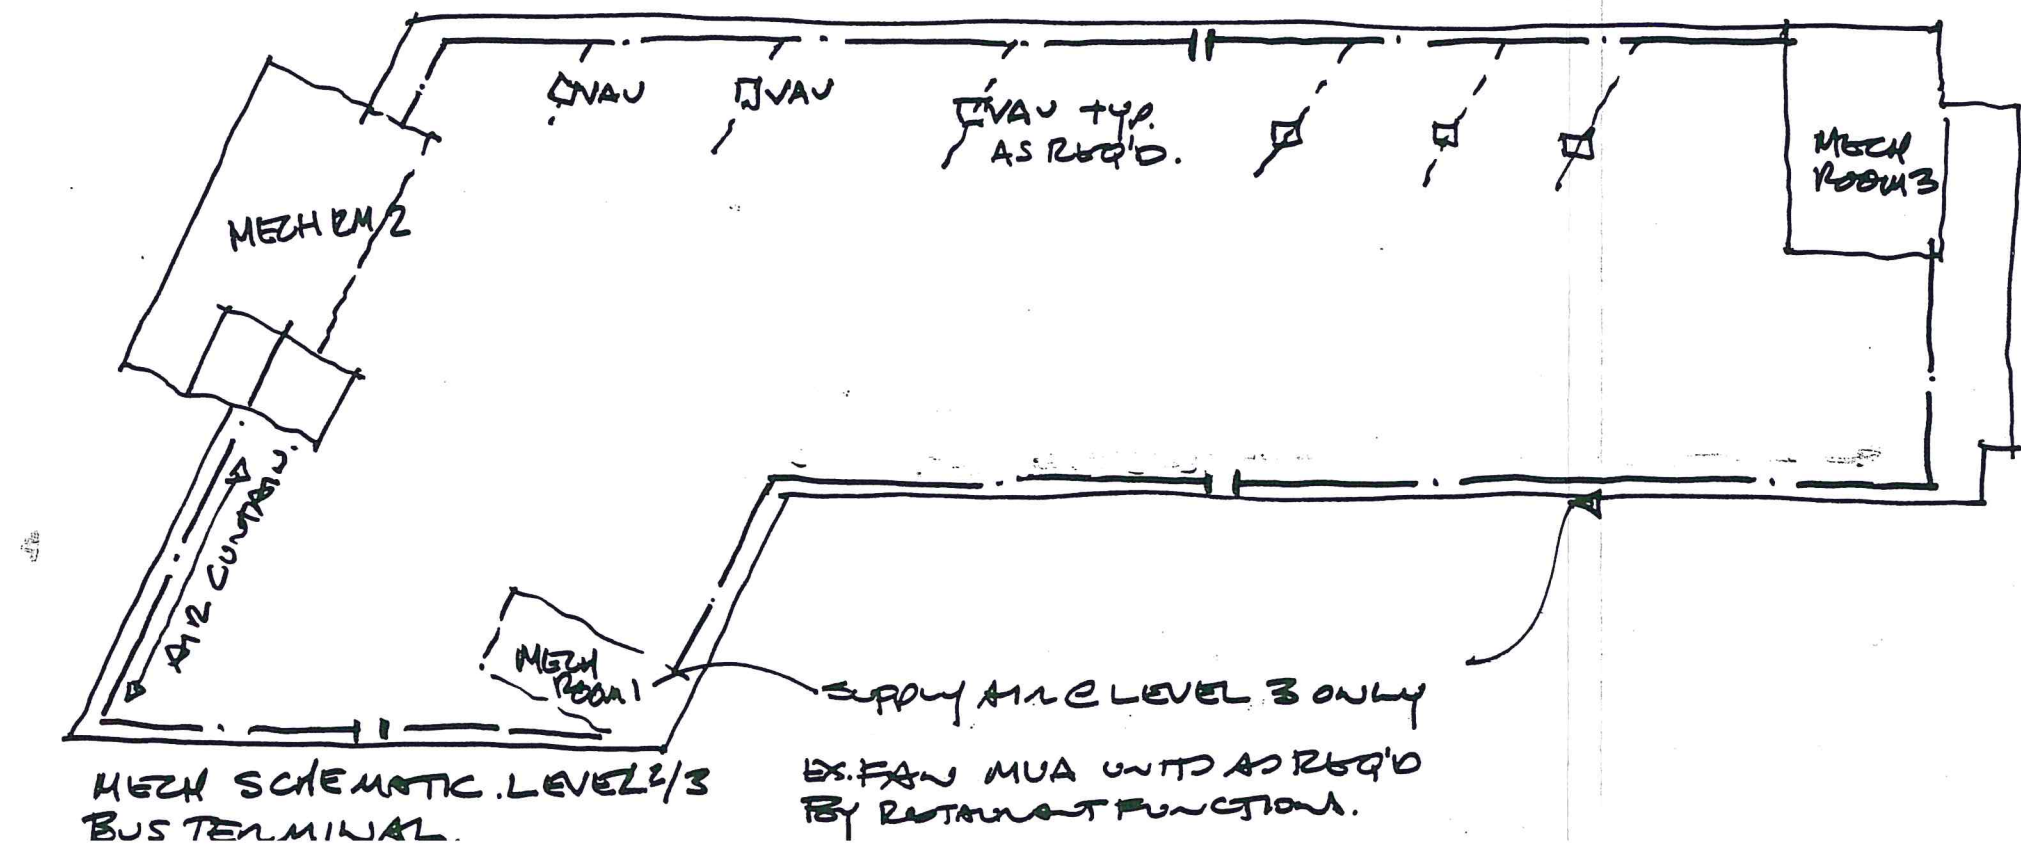 VAV
VAV
VAV TYP.
AS REQ'D.
MECH
ROOM 3
MECH RM 2
AIR CURTAIN.
MECH
ROOM 1
SUPPLY AIR @ LEVEL 3 ONLY
MECH SCHEMATIC. LEVEL 2/3
BUS TERMINAL.
EX. FAN MUA UNITS AS REQ'D
BY RESTAURANT FUNCTIONS.